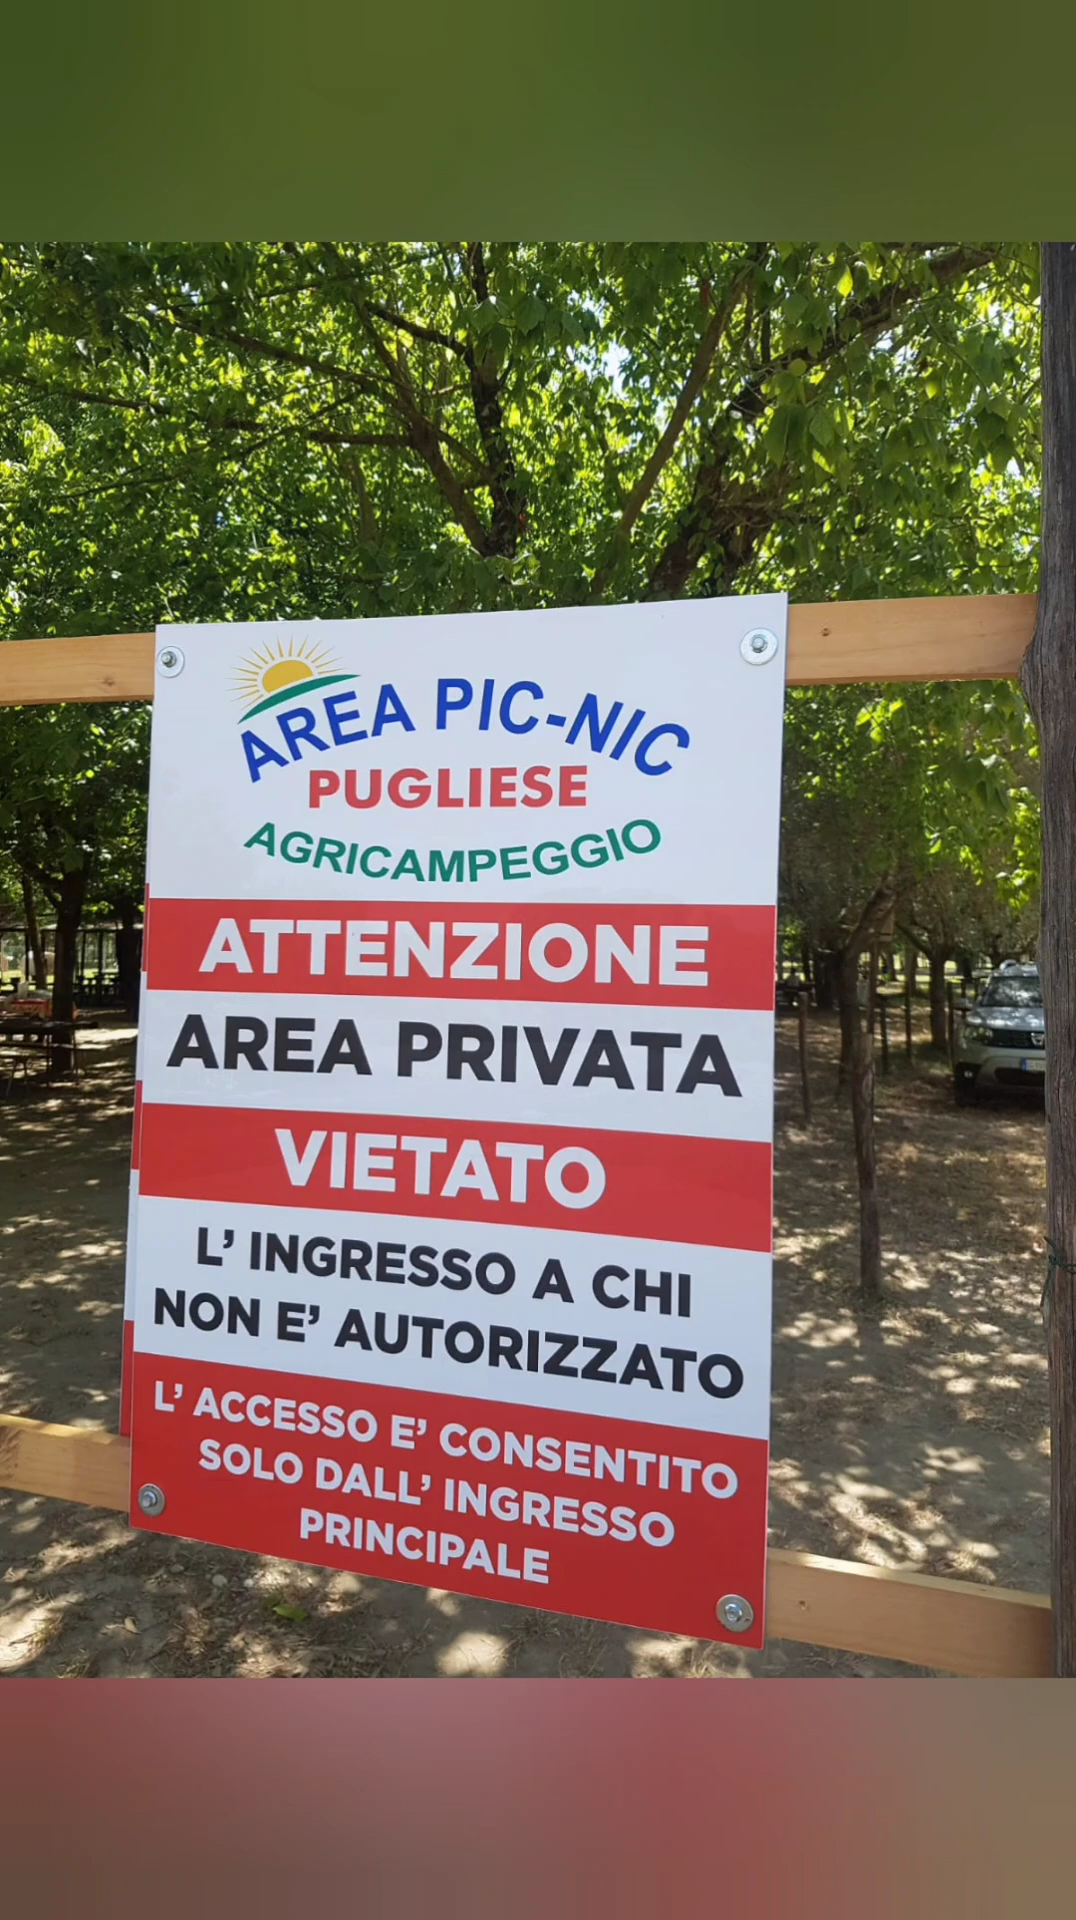 AREA PIC-NIC
PUGLIESE
AGRICAMPEGGIO
ATTENZIONE
AREA PRIVATA
VIETATO
L' INGRESSO A CHI
NON E' AUTORIZZATO
L' ACCESSO E' CONSENTITO
SOLO DALL' INGRESSO
PRINCIPALE